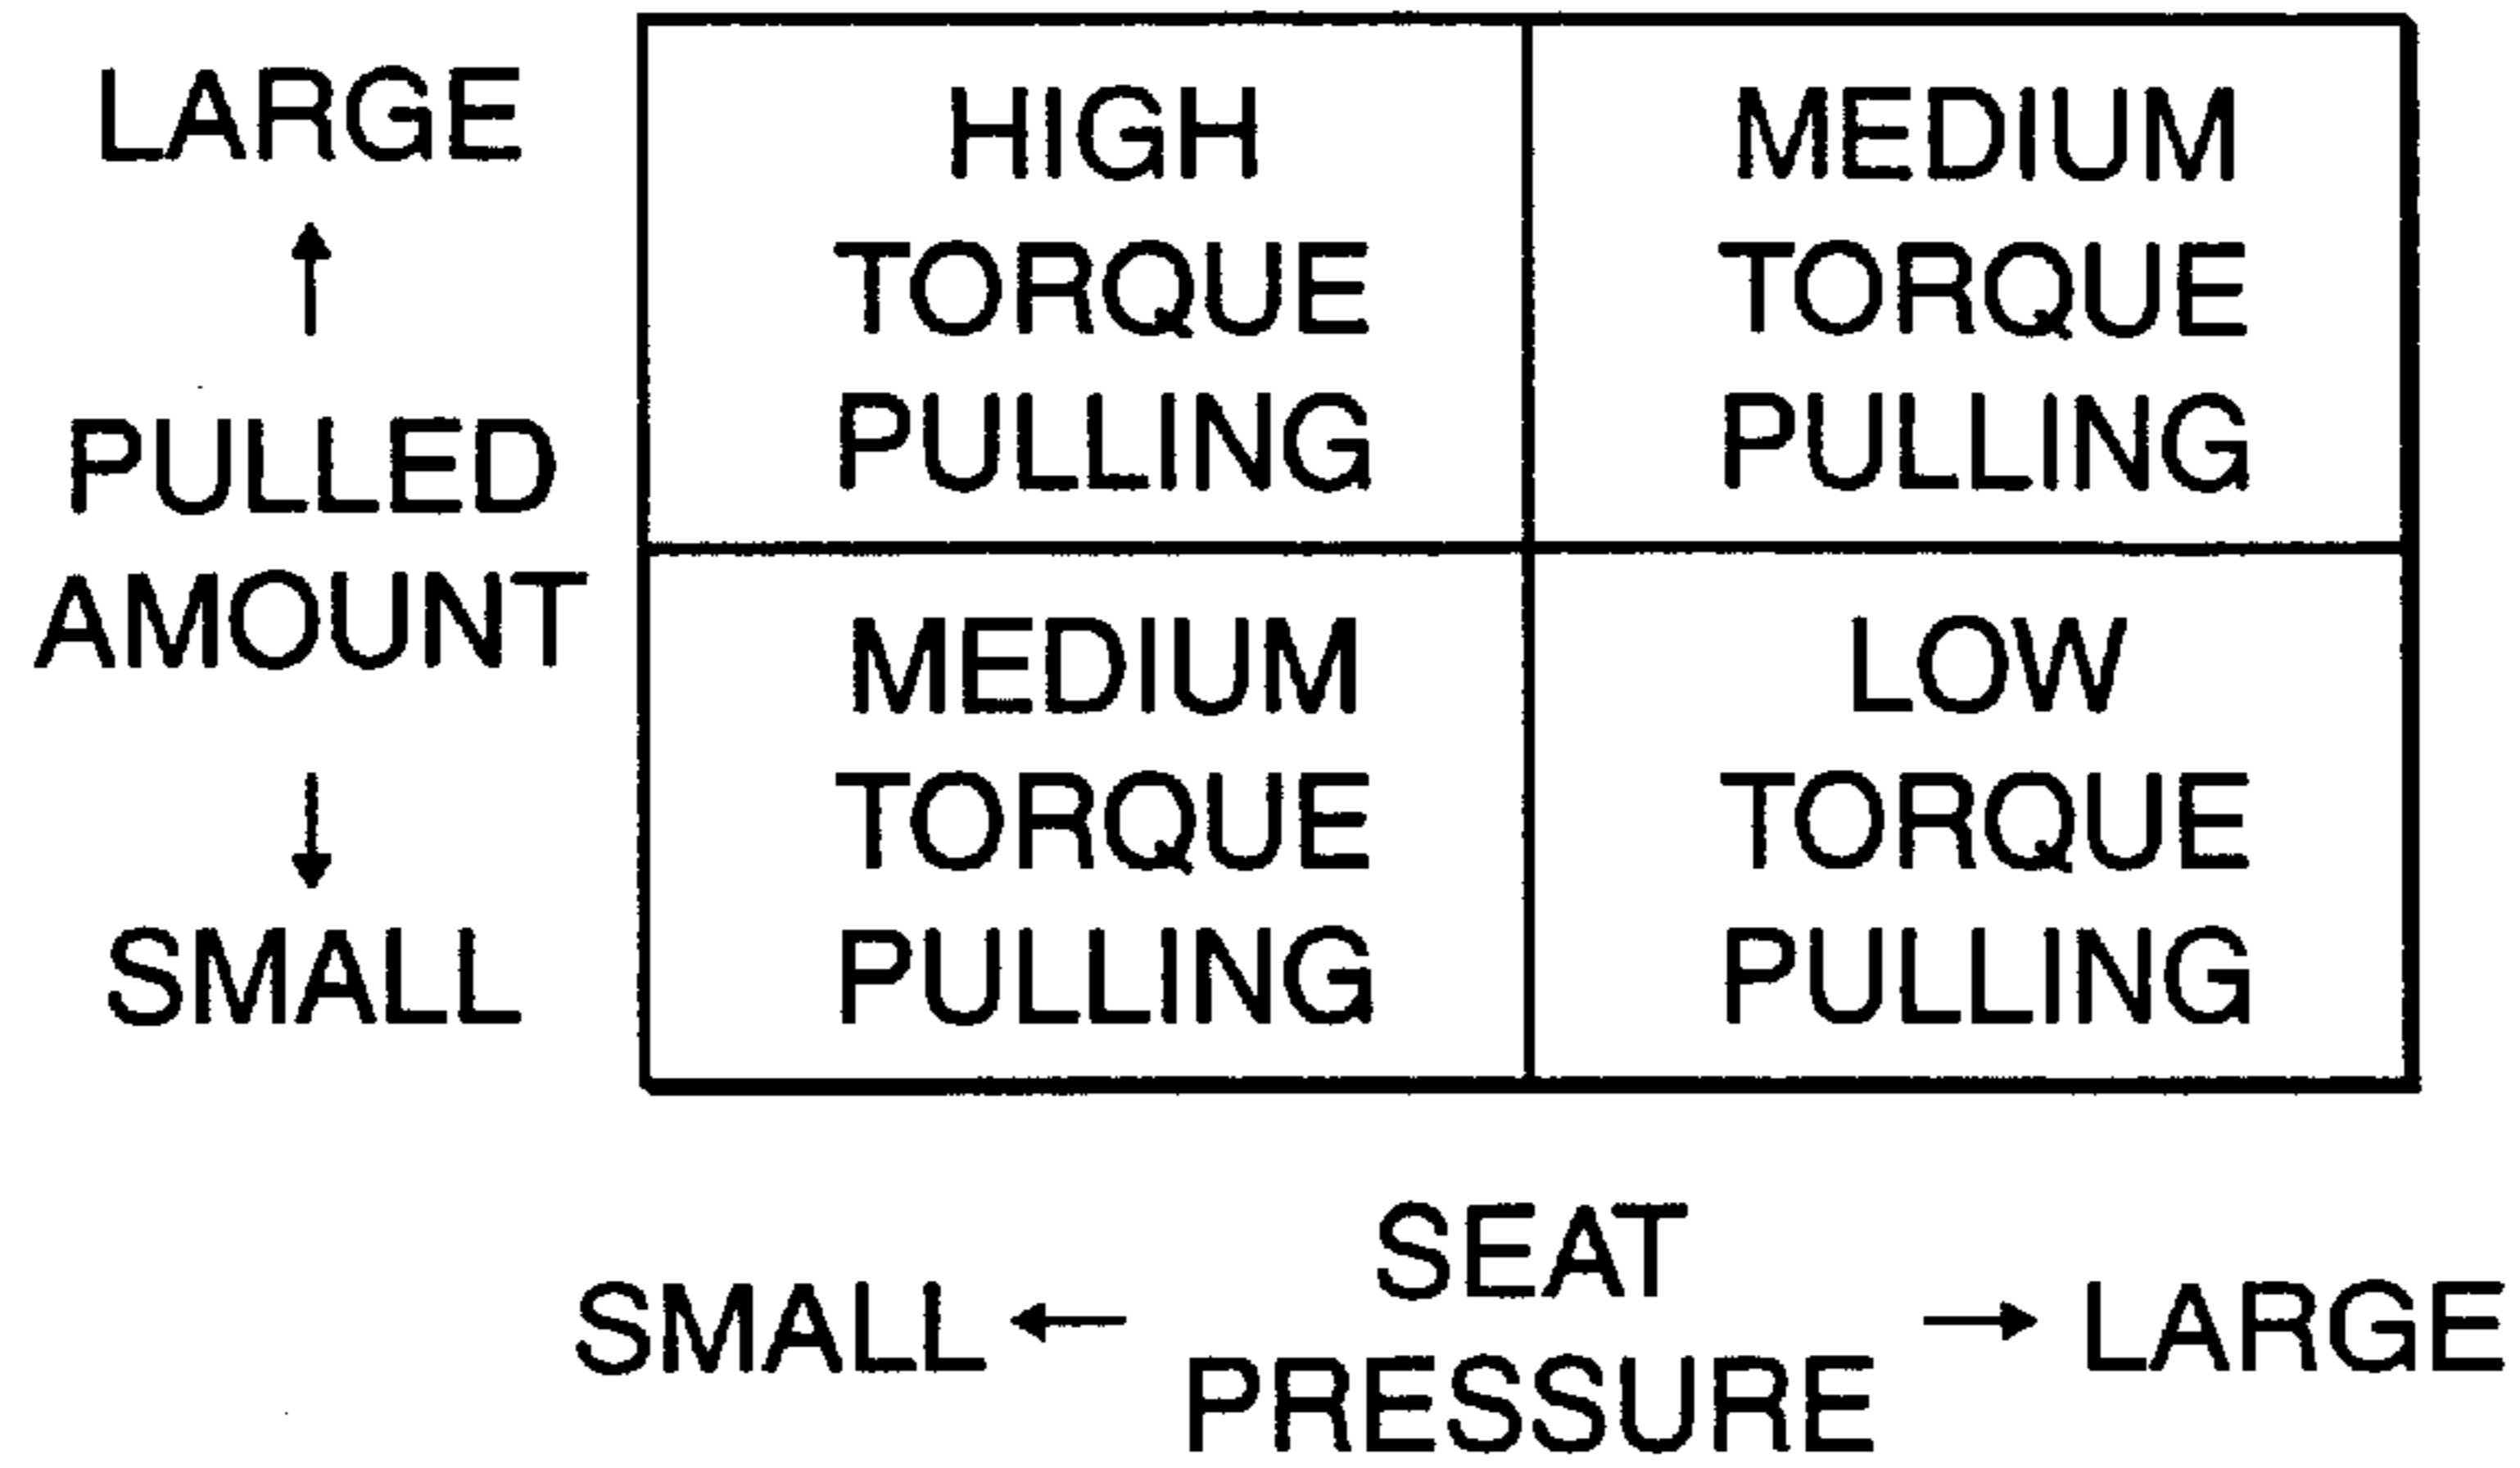 LARGE
PULLED
AMOUNT
SMALL
HIGH
TORQUE
PULLING
MEDIUM
TORQUE
PULLING
MEDIUM
TORQUE
PULLING
LOW
TORQUE
PULLING
SMALL
SEAT
PRESSURE
LARGE